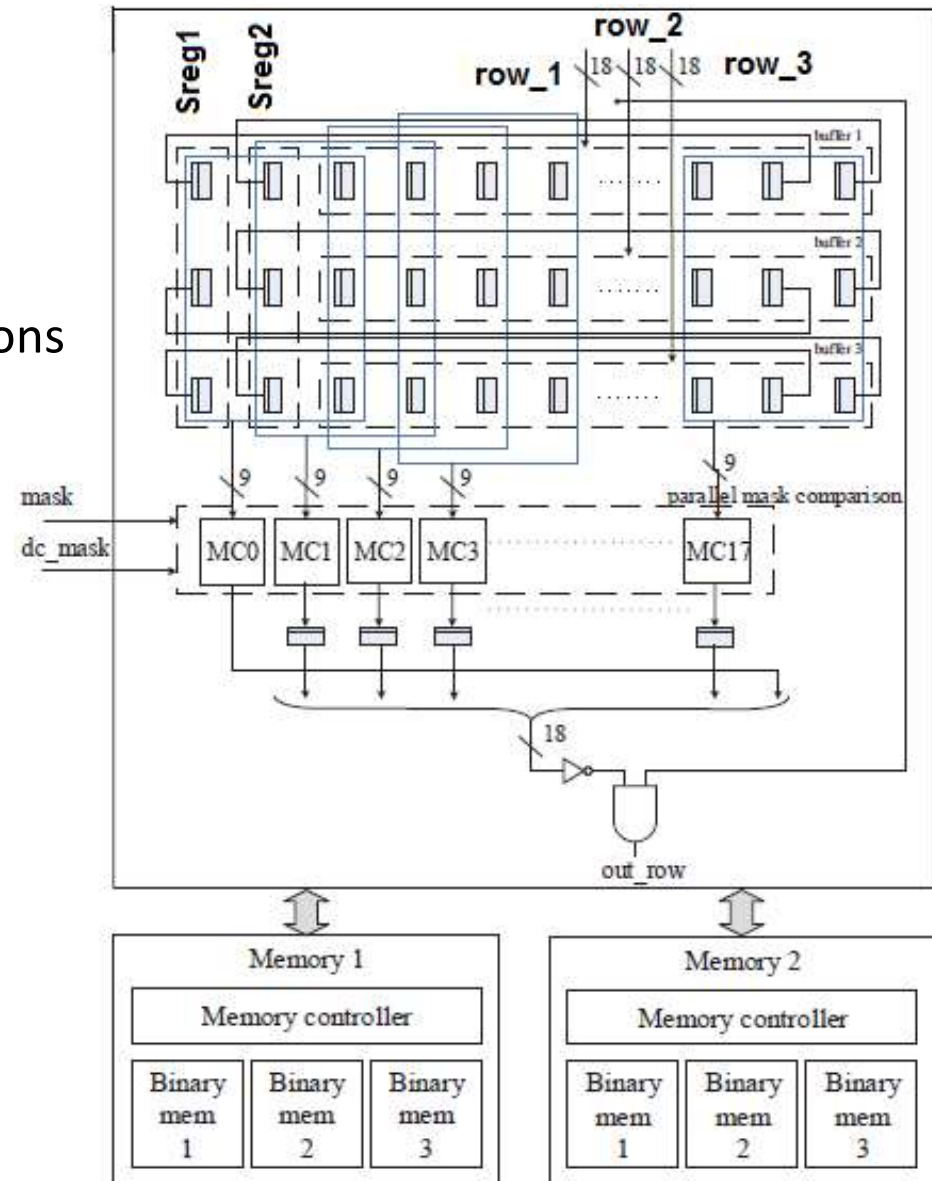 Sreg1
Sreg2
row_1
row_2
row_3
18
18
18
buffer 1
buffer 2
buffer 3
ons
9
9
9
9
9
parallel mask comparison
mask
dc_mask
MC0
MC1
MC2
MC3
MC17
18
out_row
Memory 1
Memory controller
Binary mem 1
Binary mem 2
Binary mem 3
Memory 2
Memory controller
Binary mem 1
Binary mem 2
Binary mem 3